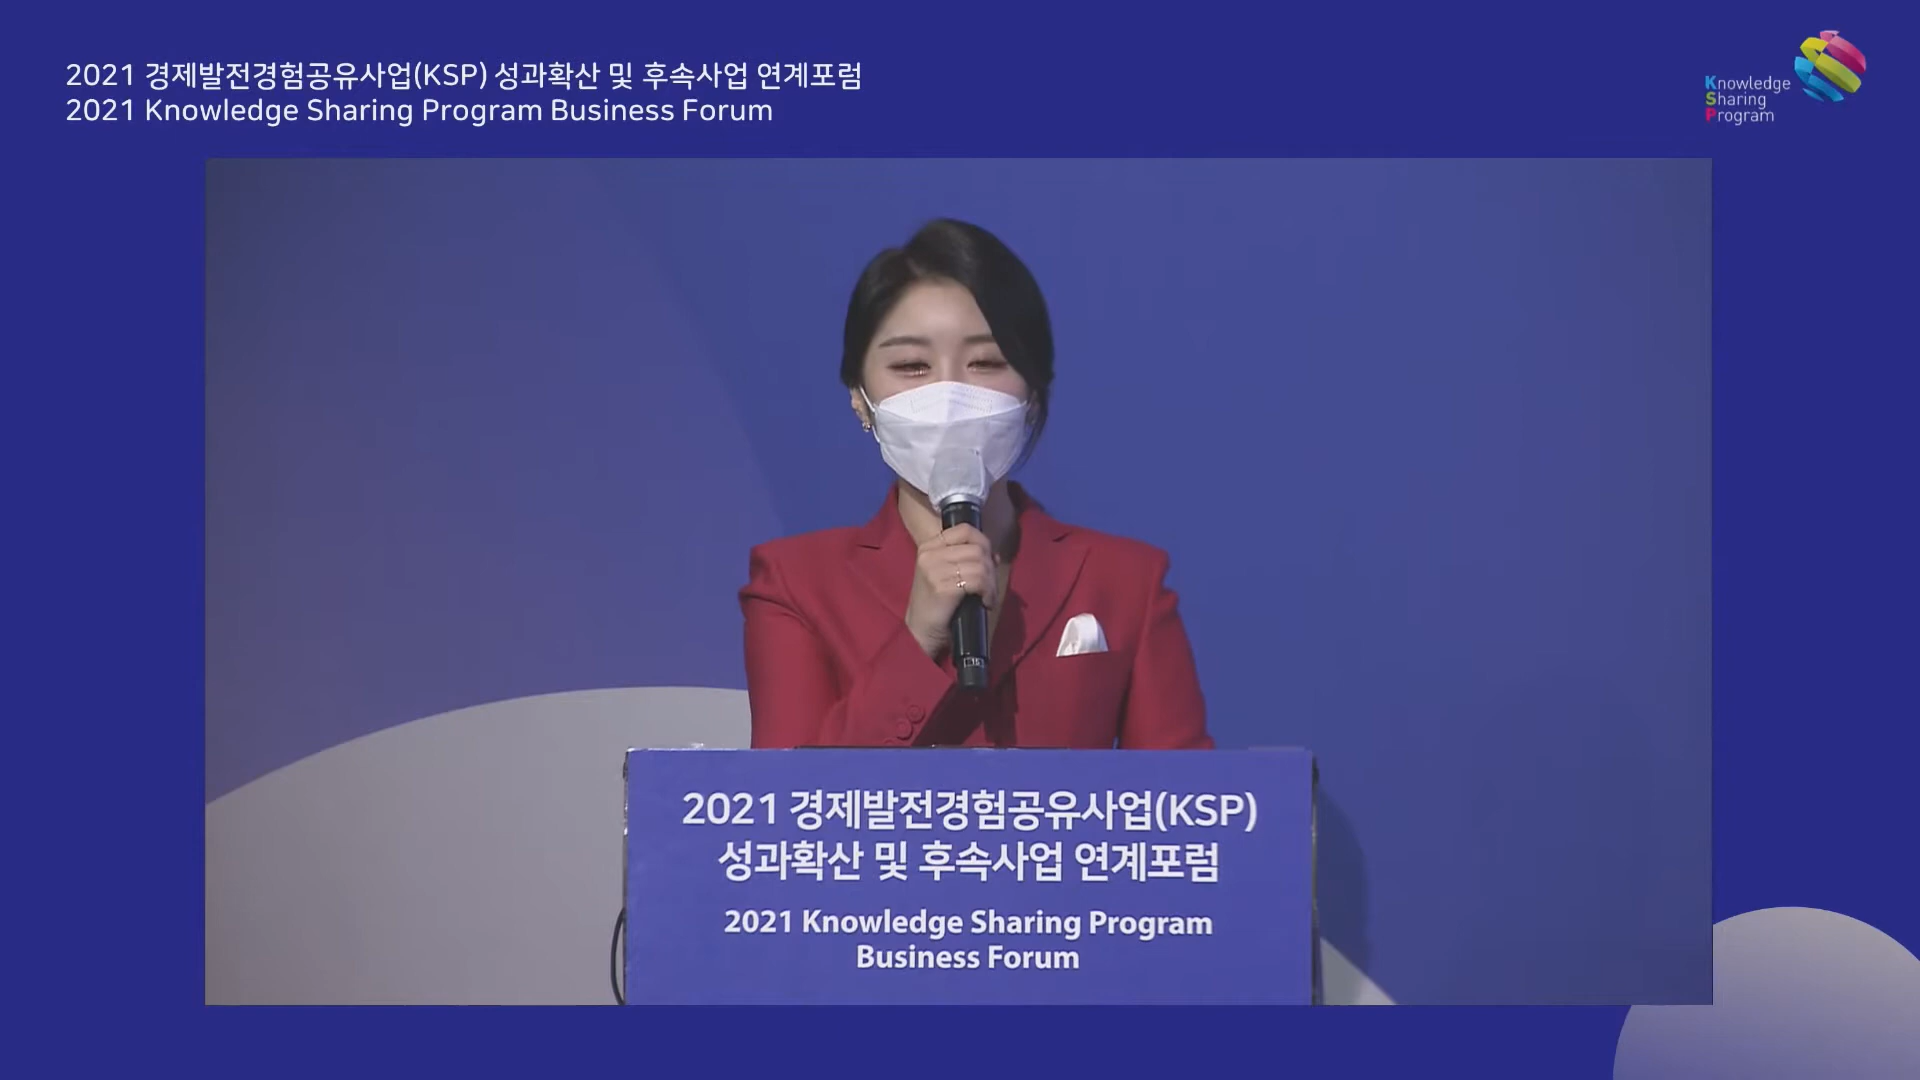 2021 경제발전경험공유사업(KSP) 성과확산 및 후속사업 연계포럼
2021 Knowledge Sharing Program Business Forum
Knowledge
Sharing
Program
2021 경제발전경험공유사업(KSP)
성과확산 및 후속사업 연계포럼
2021 Knowledge Sharing Program
Business Forum